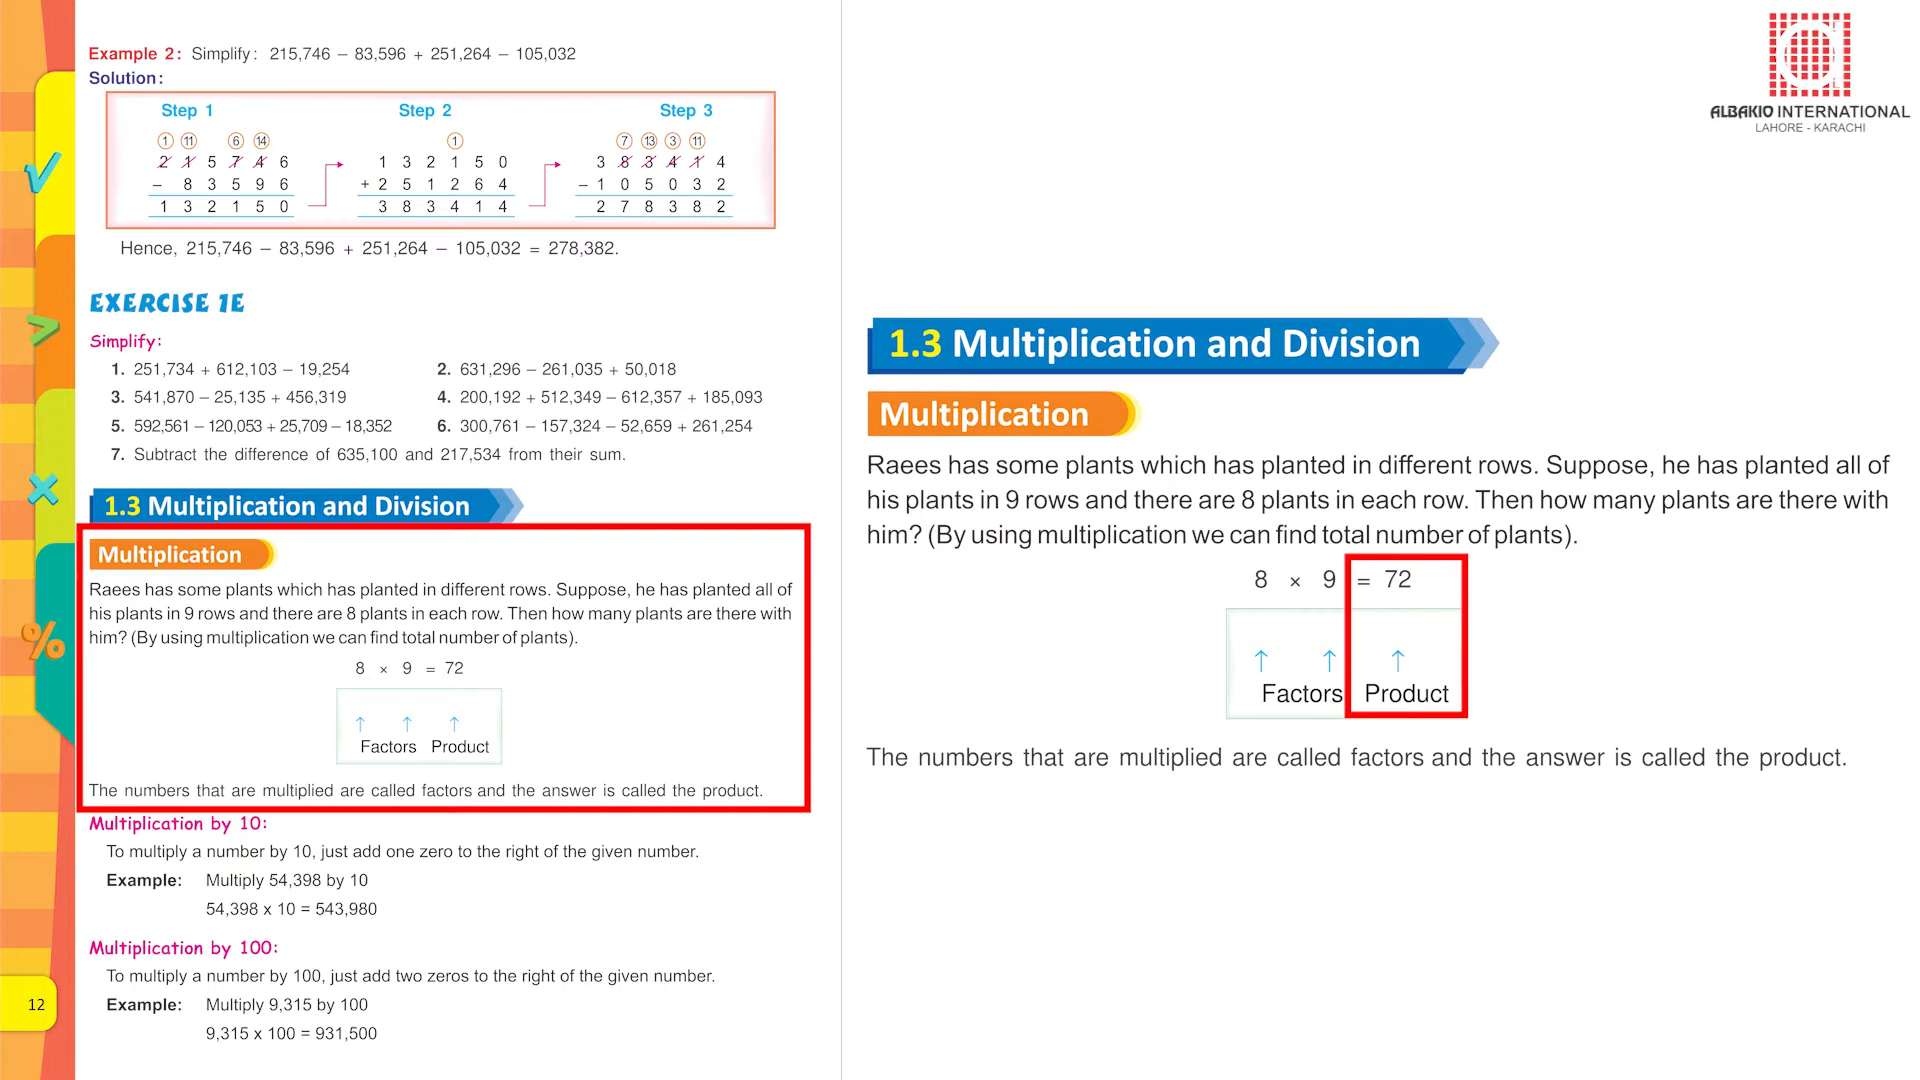 Example 2: Simplify: 215,746 – 83,596 + 251,264 – 105,032
Solution:
Step 1 Step 2 Step 3
1 11 6 14 1 7 13 3 11
2 1 5 7 4 6 1 3 2 1 5 0 3 8 3 4 1 4
– 8 3 5 9 6 + 2 5 1 2 6 4 – 1 0 5 0 3 2
1 3 2 1 5 0 3 8 3 4 1 4 2 7 8 3 8 2
Hence, 215,746 – 83,596 + 251,264 – 105,032 = 278,382.
EXERCISE 1E
Simplify:
1. 251,734 + 612,103 – 19,254 2. 631,296 – 261,035 + 50,018
3. 541,870 – 25,135 + 456,319 4. 200,192 + 512,349 – 612,357 + 185,093
5. 592,561 – 120,053 + 25,709 – 18,352 6. 300,761 – 157,324 – 52,659 + 261,254
7. Subtract the difference of 635,100 and 217,534 from their sum.
1.3 Multiplication and Division
Multiplication
Raees has some plants which has planted in different rows. Suppose, he has planted all of
his plants in 9 rows and there are 8 plants in each row. Then how many plants are there with
him? (By using multiplication we can find total number of plants).
8 × 9 = 72
↑ ↑ ↑
Factors Product
The numbers that are multiplied are called factors and the answer is called the product.
Multiplication by 10:
To multiply a number by 10, just add one zero to the right of the given number.
Example: Multiply 54,398 by 10
54,398 x 10 = 543,980
Multiplication by 100:
To multiply a number by 100, just add two zeros to the right of the given number.
Example: Multiply 9,315 by 100
9,315 x 100 = 931,500
12
√
>
×
%
ALBAKIO INTERNATIONAL
LAHORE - KARACHI
1.3 Multiplication and Division
Multiplication
Raees has some plants which has planted in different rows. Suppose, he has planted all of
his plants in 9 rows and there are 8 plants in each row. Then how many plants are there with
him? (By using multiplication we can find total number of plants).
8 × 9 = 72
↑ ↑ ↑
Factors Product
The numbers that are multiplied are called factors and the answer is called the product.